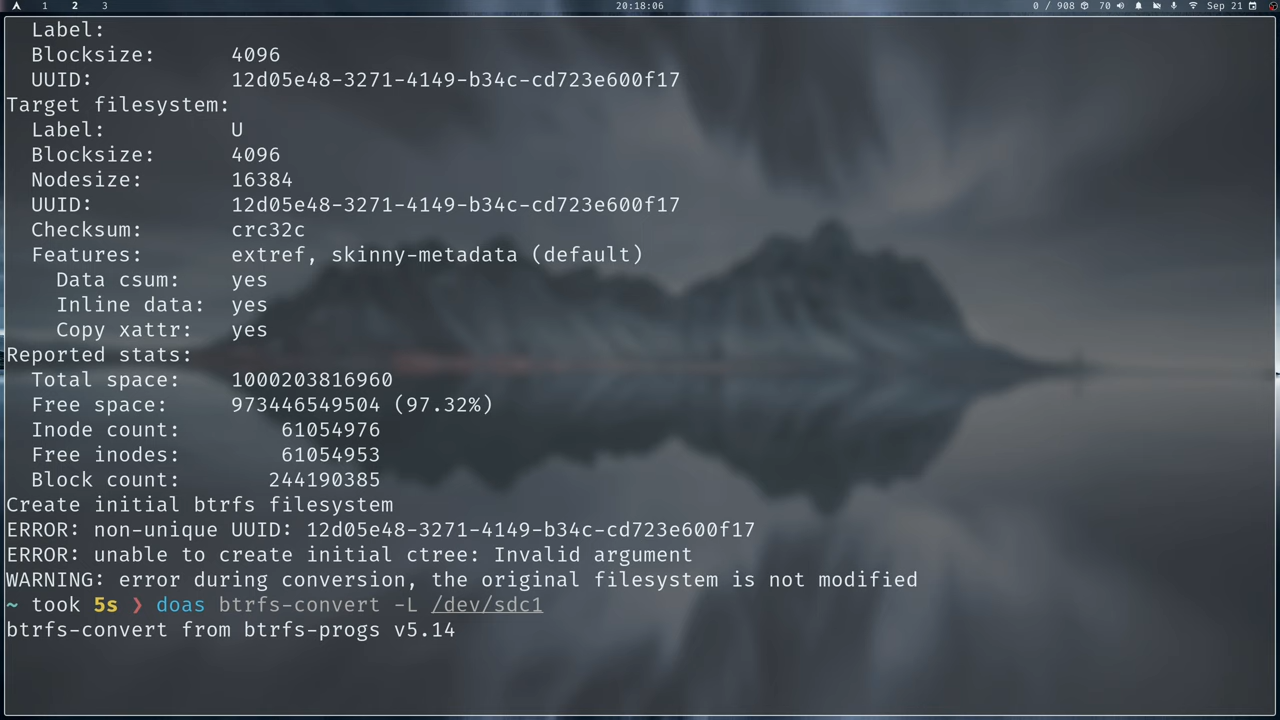 1 2 3 20:18:06 0 / 908 70 Sep 21
Label:
Blocksize: 4096
UUID: 12d05e48-3271-4149-b34c-cd723e600f17
Target filesystem:
Label: U
Blocksize: 4096
Nodesize: 16384
UUID: 12d05e48-3271-4149-b34c-cd723e600f17
Checksum: crc32c
Features: extref, skinny-metadata (default)
Data csum: yes
Inline data: yes
Copy xattr: yes
Reported stats:
Total space: 1000203816960
Free space: 973446549504 (97.32%)
Inode count: 61054976
Free inodes: 61054953
Block count: 244190385
Create initial btrfs filesystem
ERROR: non-unique UUID: 12d05e48-3271-4149-b34c-cd723e600f17
ERROR: unable to create initial ctree: Invalid argument
WARNING: error during conversion, the original filesystem is not modified
~ took 5s ❯ doas btrfs-convert -L /dev/sdc1
btrfs-convert from btrfs-progs v5.14